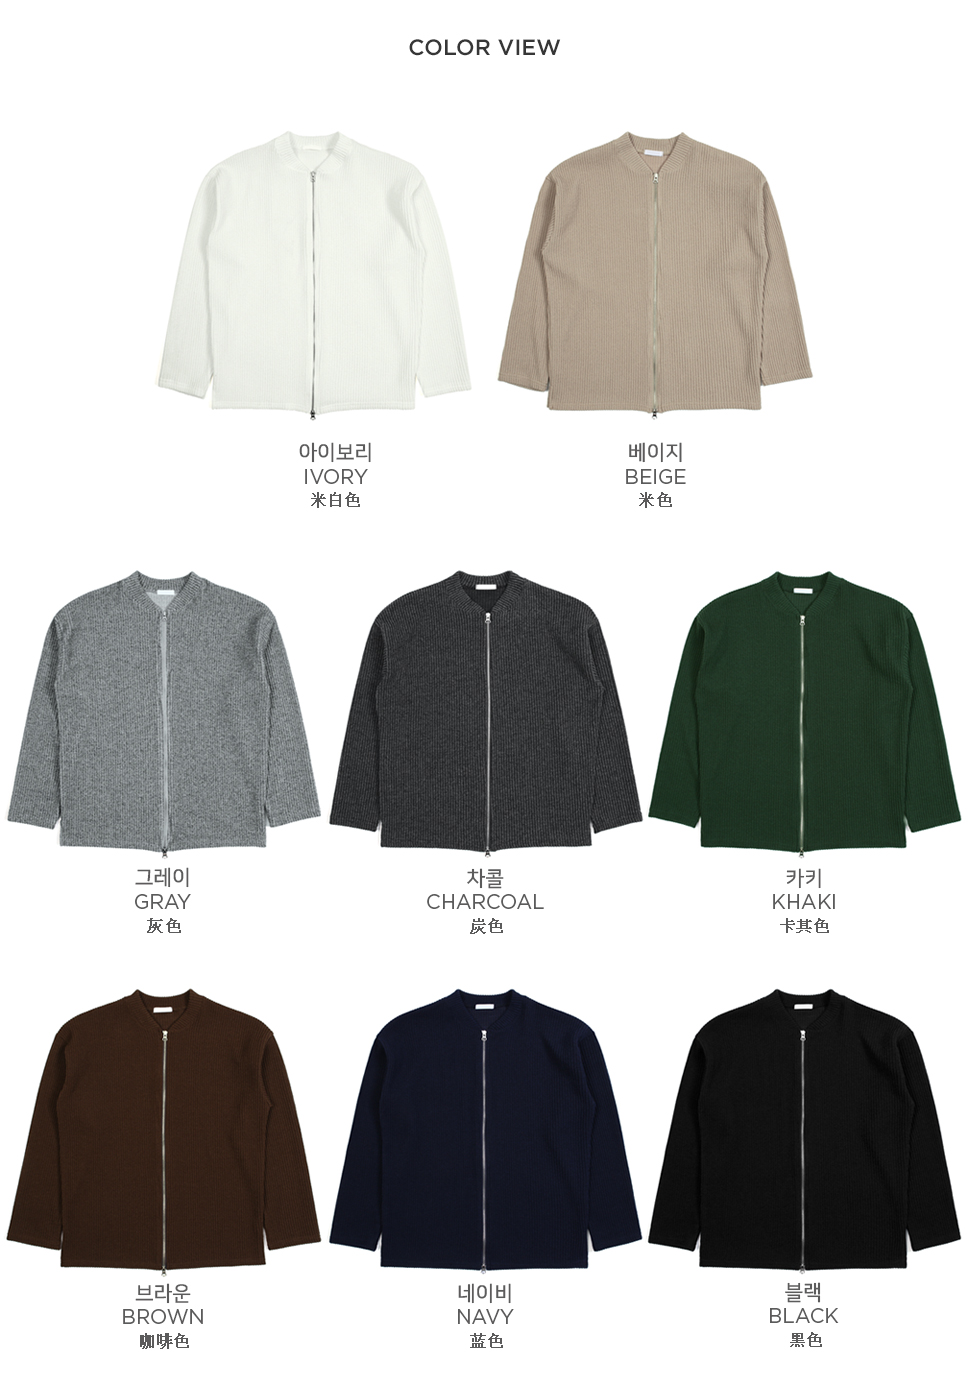 COLOR VIEW
아이보리
IVORY
米白色
베이지
BEIGE
米色
그레이
GRAY
灰色
차콜
CHARCOAL
炭色
카키
KHAKI
卡其色
브라운
BROWN
咖啡色
네이비
NAVY
蓝色
블랙
BLACK
黑色